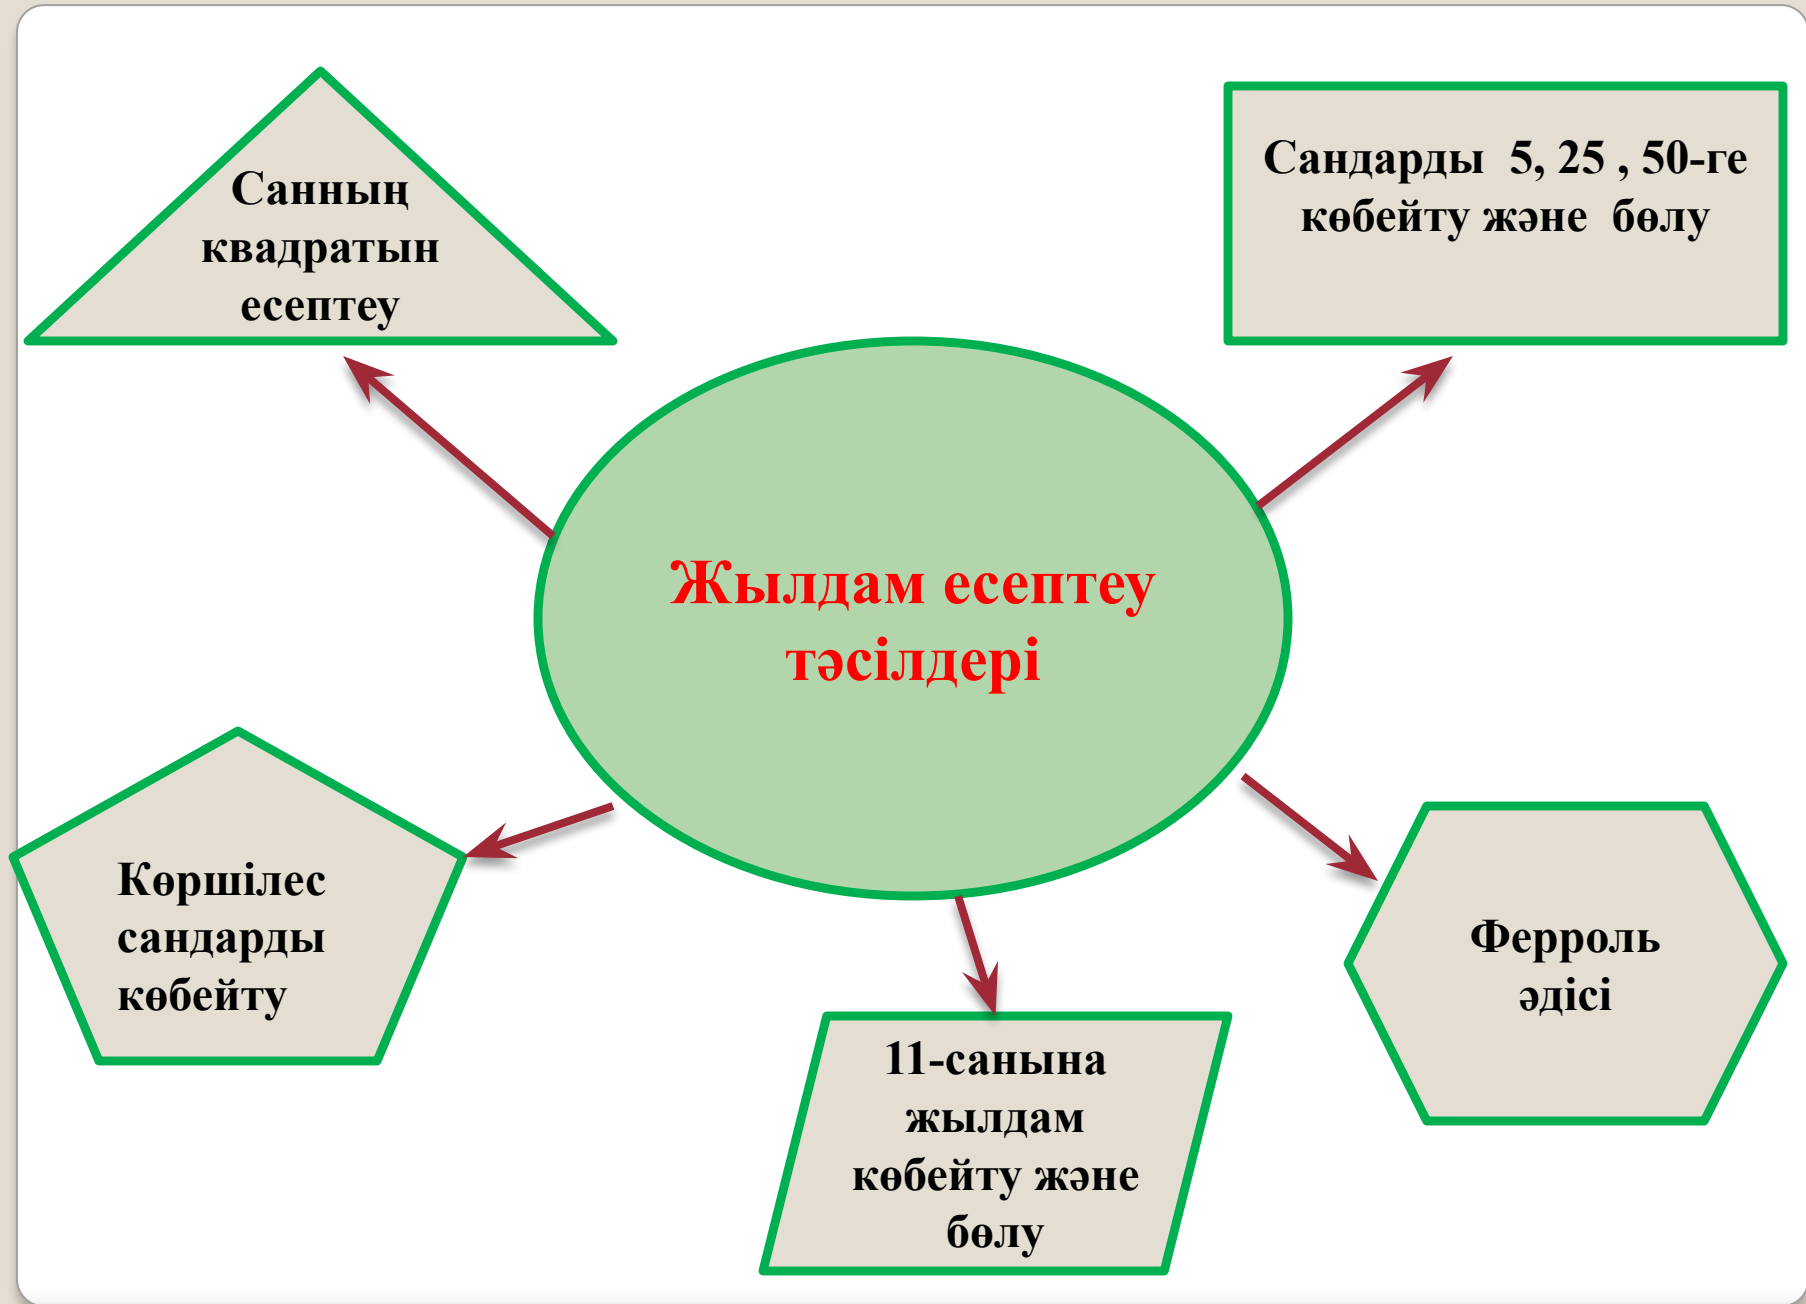 Санның
квадратын
есептеу
Сандарды 5, 25 , 50-ге
көбейту және бөлу
Жылдам есептеу
тәсілдері
Көршілес
сандарды
көбейту
11-санына
жылдам
көбейту және
бөлу
Ферроль
әдісі